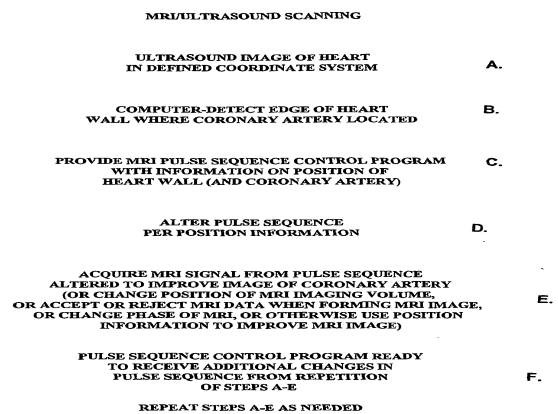 MRI/ULTRASOUND SCANNING
ULTRASOUND IMAGE OF HEART
IN DEFINED COORDINATE SYSTEM A.
COMPUTER-DETECT EDGE OF HEART
WALL WHERE CORONARY ARTERY LOCATED B.
PROVIDE MRI PULSE SEQUENCE CONTROL PROGRAM C.
WITH INFORMATION ON POSITION OF
HEART WALL (AND CORONARY ARTERY)
ALTER PULSE SEQUENCE
PER POSITION INFORMATION D.
ACQUIRE MRI SIGNAL FROM PULSE SEQUENCE
ALTERED TO IMPROVE IMAGE OF CORONARY ARTERY
(OR CHANGE POSITION OF MRI IMAGING VOLUME,
OR ACCEPT OR REJECT MRI DATA WHEN FORMING MRI IMAGE, E.
OR CHANGE PHASE OF MRI, OR OTHERWISE USE POSITION
INFORMATION TO IMPROVE MRI IMAGE)
PULSE SEQUENCE CONTROL PROGRAM READY
TO RECEIVE ADDITIONAL CHANGES IN
PULSE SEQUENCE FROM REPETITION F.
OF STEPS A-E
REPEAT STEPS A-E AS NEEDED